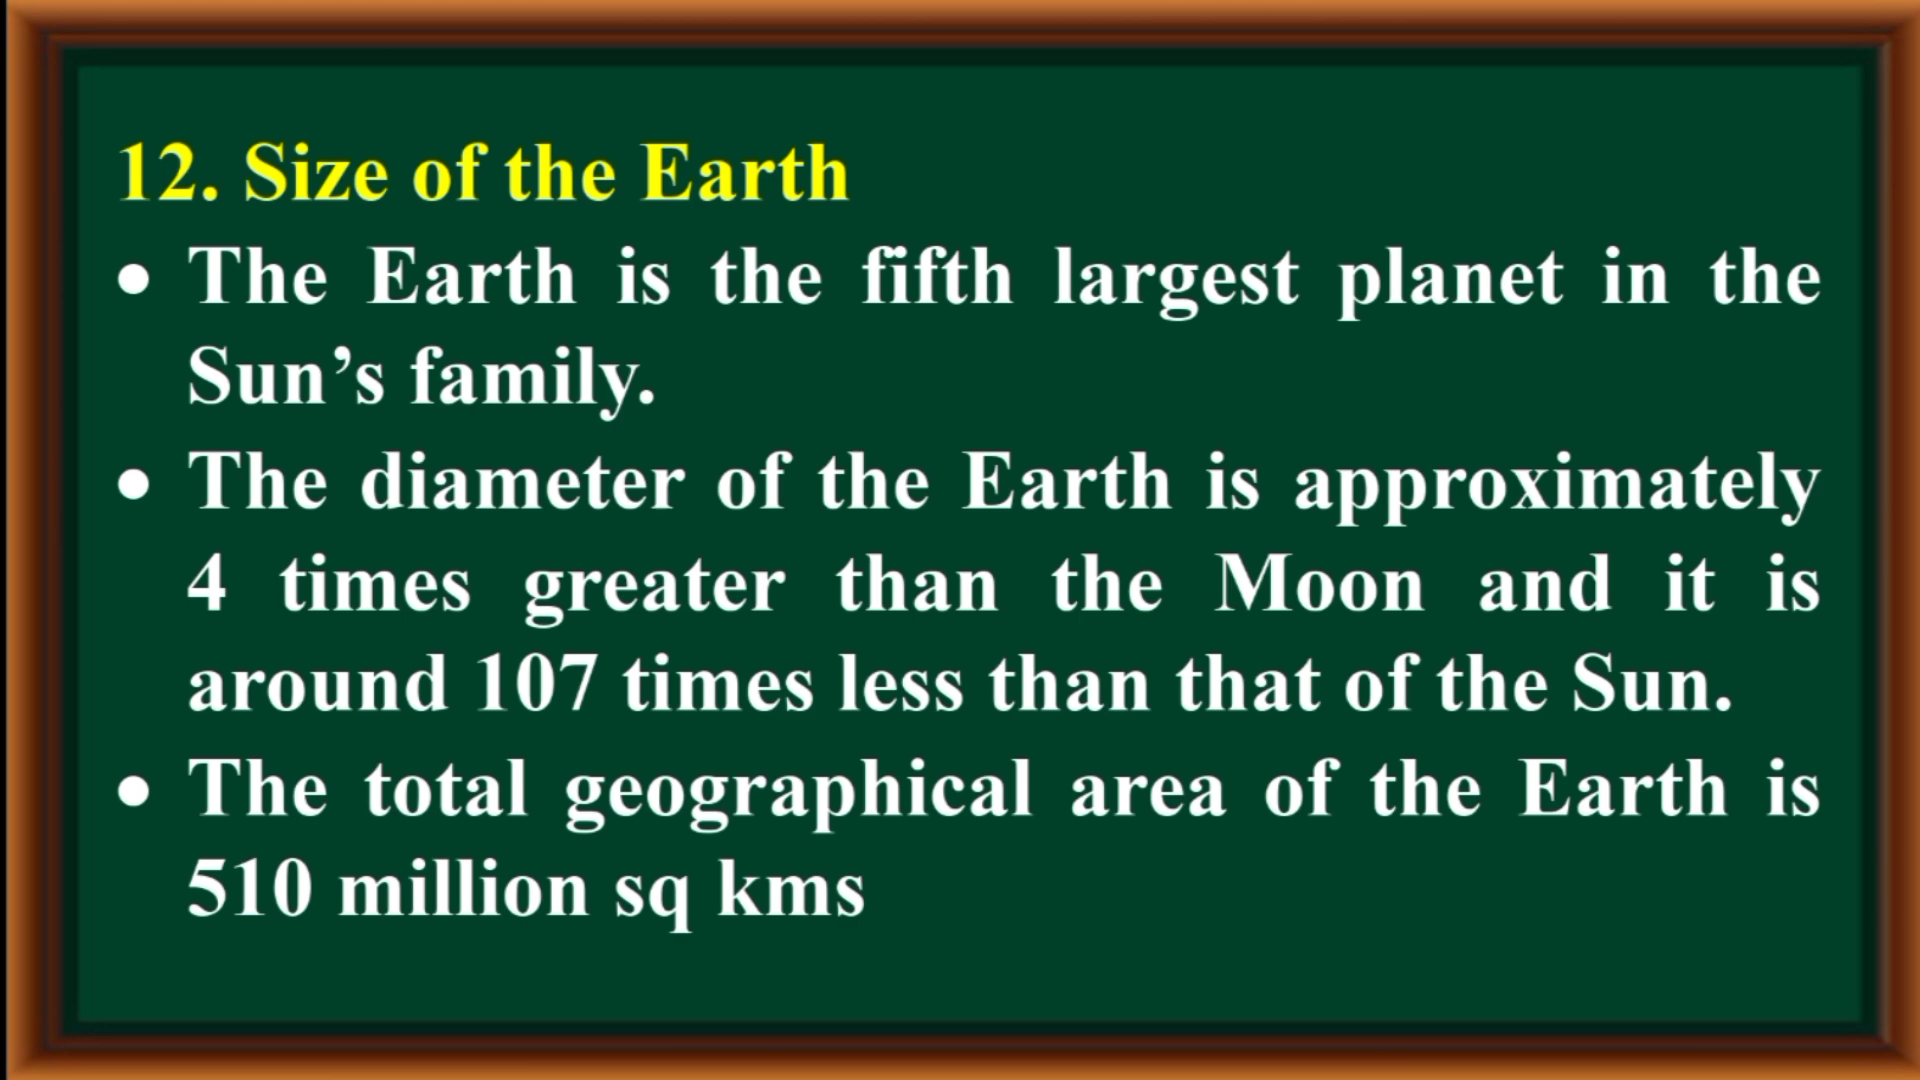 12. Size of the Earth
• The Earth is the fifth largest planet in the
Sun’s family.
• The diameter of the Earth is approximately
4 times greater than the Moon and it is
around 107 times less than that of the Sun.
• The total geographical area of the Earth is
510 million sq kms